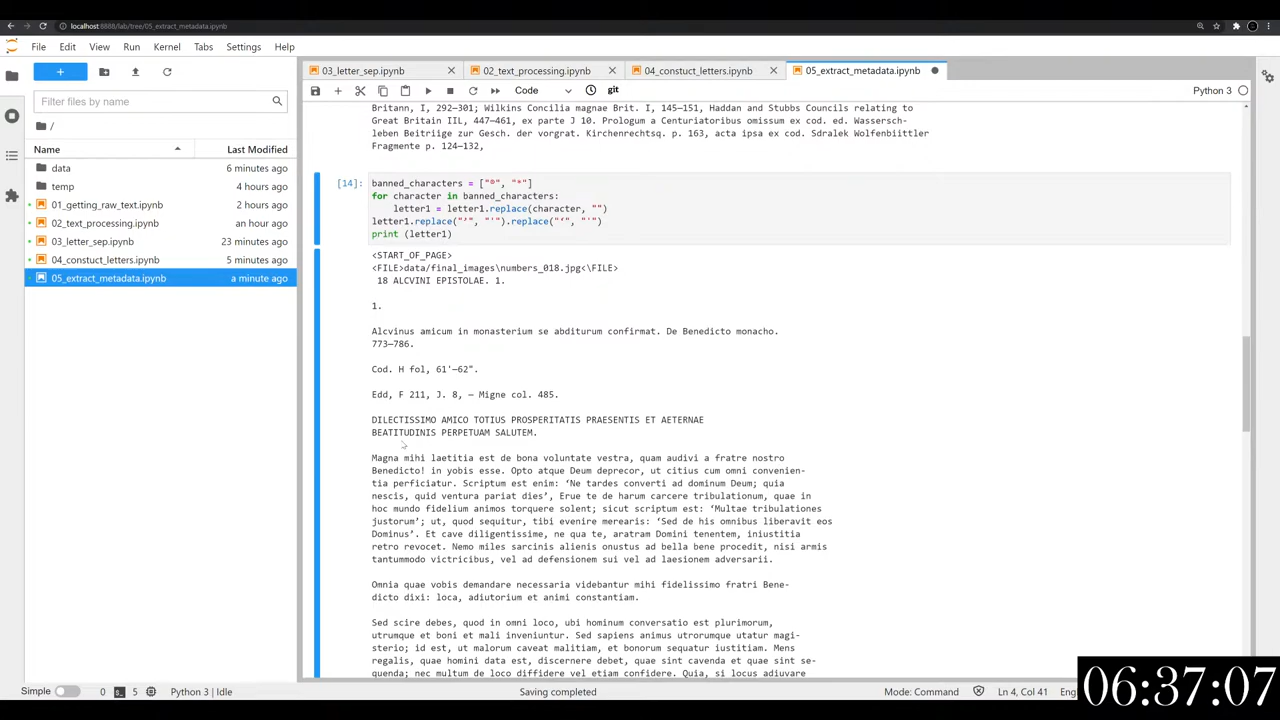 localhost:8888/lab/tree/05_extract_metadata.ipynb
File Edit View Run Kernel Tabs Settings Help
03_letter_sep.ipynb
02_text_processing.ipynb
04_constuct_letters.ipynb
05_extract_metadata.ipynb
Filter files by name
Code
git
Python 3
/
Name
Last Modified
data
6 minutes ago
temp
4 hours ago
01_getting_raw_text.ipynb
2 hours ago
02_text_processing.ipynb
an hour ago
03_letter_sep.ipynb
23 minutes ago
04_constuct_letters.ipynb
5 minutes ago
05_extract_metadata.ipynb
a minute ago
Britann, I, 292—301; Wilkins Concilia magnae Brit. I, 145—151, Haddan and Stubbs Councils relating to
Great Britain IIL, 447—461, ex parte J 10. Prologum a Centuriatoribus omissum ex cod. ed. Wassersch-
leben Beitriige zur Gesch. der vorgrat. Kirchenrechtsq. p. 163, acta ipsa ex cod. Sdralek Wolfenbiittler
Fragmente p. 124—132,
[14]:
banned_characters = ["®", "*"]
for character in banned_characters:
letter1 = letter1.replace(character, "")
letter1.replace("’", "'").replace("‘", "'")
print (letter1)
<START_OF_PAGE>
<FILE>data/final_images\numbers_018.jpg<\FILE>
18 ALCVINI EPISTOLAE. 1.
1.
Alcvinus amicum in monasterium se abditurum confirmat. De Benedicto monacho.
773—786.
Cod. H fol, 61'—62".
Edd, F 211, J. 8, — Migne col. 485.
DILECTISSIMO AMICO TOTIUS PROSPERITATIS PRAESENTIS ET AETERNAE
BEATITUDINIS PERPETUAM SALUTEM.
Magna mihi laetitia est de bona voluntate vestra, quam audivi a fratre nostro
Benedicto! in yobis esse. Opto atque Deum deprecor, ut citius cum omni convenien-
tia perficiatur. Scriptum est enim: ‘Ne tardes converti ad dominum Deum; quia
nescis, quid ventura pariat dies’, Erue te de harum carcere tribulationum, quae in
hoc mundo fidelium animos torquere solent; sicut scriptum est: ‘Multae tribulationes
justorum’; ut, quod sequitur, tibi evenire merearis: ‘Sed de his omnibus liberavit eos
Dominus’. Et cave diligentissime, ne qua te, aratram Domini tenentem, iniustitia
retro revocet. Nemo miles sarcinis alienis onustus ad bella bene procedit, nisi armis
tantummodo victricibus, vel ad defensionem sui vel ad laesionem adversarii.
Omnia quae vobis demandare necessaria videbantur mihi fidelissimo fratri Bene-
dicto dixi: loca, adiutorium et animi constantiam.
Sed scire debes, quod in omni loco, ubi hominum conversatio est plurimorum,
utrumque et boni et mali inveniuntur. Sed sapiens animus utrorumque utatur magi-
sterio; id est, ut malorum caveat malitiam, et bonorum sequatur iustitiam. Mens
regalis, quae homini data est, discernere debet, quae sint cavenda et quae sint se-
quenda; nec multum de loco diffidere vel etiam confidere. Quia, si locus adiuvare
Simple
0
5
Python 3 | Idle
Saving completed
Mode: Command
Ln 4, Col 41
06:37:07